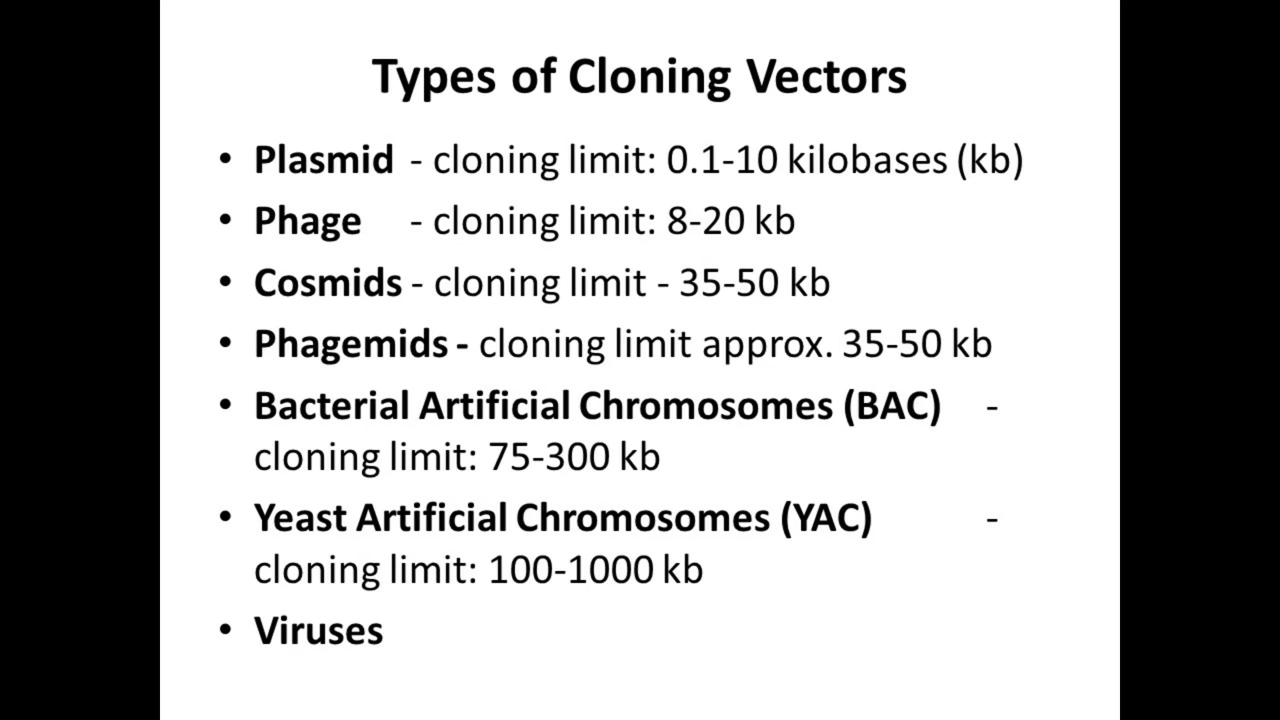 Types of Cloning Vectors
• Plasmid - cloning limit: 0.1-10 kilobases (kb)
• Phage - cloning limit: 8-20 kb
• Cosmids - cloning limit - 35-50 kb
• Phagemids - cloning limit approx. 35-50 kb
• Bacterial Artificial Chromosomes (BAC) -
cloning limit: 75-300 kb
• Yeast Artificial Chromosomes (YAC) -
cloning limit: 100-1000 kb
• Viruses